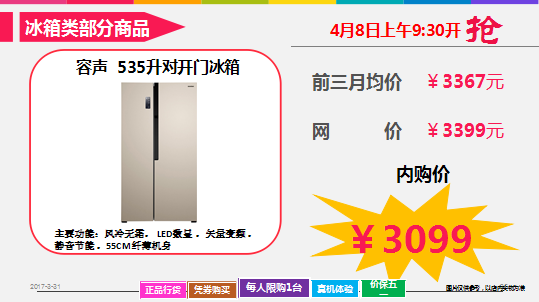 冰箱类部分商品
4月8日上午9:30开 抢
容声 535升对开门冰箱
前三月均价 ¥3367元
网 价 ¥3399元
内购价
¥3099
主要功能：风冷无霜、LED数显、矢量变频、
静音节能、55CM纤薄机身
2017-3-31
正品行货
凭券购买
每人限购1台
真机体验
价保五一